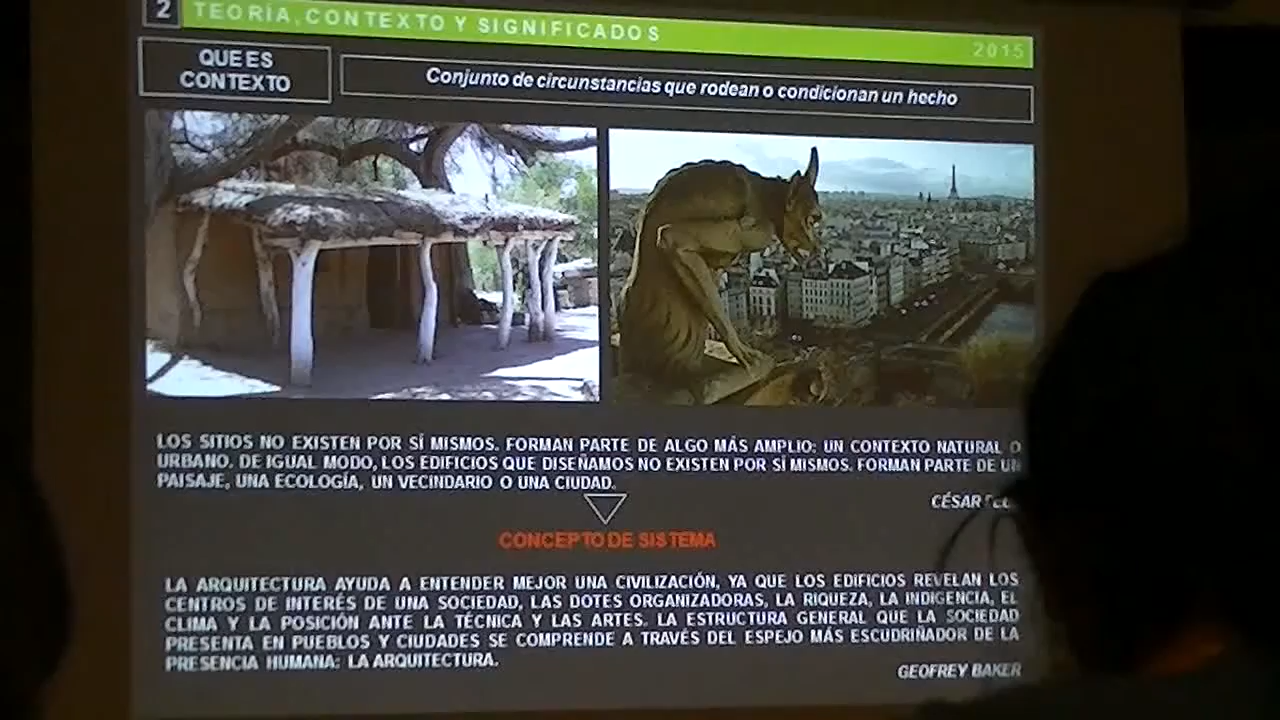 2 TEORÍA, CONTEXTO Y SIGNIFICADOS
2015
QUE ES
CONTEXTO
Conjunto de circunstancias que rodean o condicionan un hecho
LOS SITIOS NO EXISTEN POR SÍ MISMOS. FORMAN PARTE DE ALGO MÁS AMPLIO: UN CONTEXTO NATURAL O
URBANO. DE IGUAL MODO, LOS EDIFICIOS QUE DISEÑAMOS NO EXISTEN POR SÍ MISMOS. FORMAN PARTE DE UN
PAISAJE, UNA ECOLOGÍA, UN VECINDARIO O UNA CIUDAD.
CÉSAR
CONCEPTO DE SISTEMA
LA ARQUITECTURA AYUDA A ENTENDER MEJOR UNA CIVILIZACIÓN, YA QUE LOS EDIFICIOS REVELAN LOS
CENTROS DE INTERÉS DE UNA SOCIEDAD, LAS DOTES ORGANIZADORAS, LA RIQUEZA, LA INDIGENCIA, EL
CLIMA Y LA POSICIÓN ANTE LA TÉCNICA Y LAS ARTES. LA ESTRUCTURA GENERAL QUE LA SOCIEDAD
PRESENTA EN PUEBLOS Y CIUDADES SE COMPRENDE A TRAVÉS DEL ESPEJO MÁS ESCUDRIÑADOR DE LA
PRESENCIA HUMANA: LA ARQUITECTURA.
GEOFREY BAKER